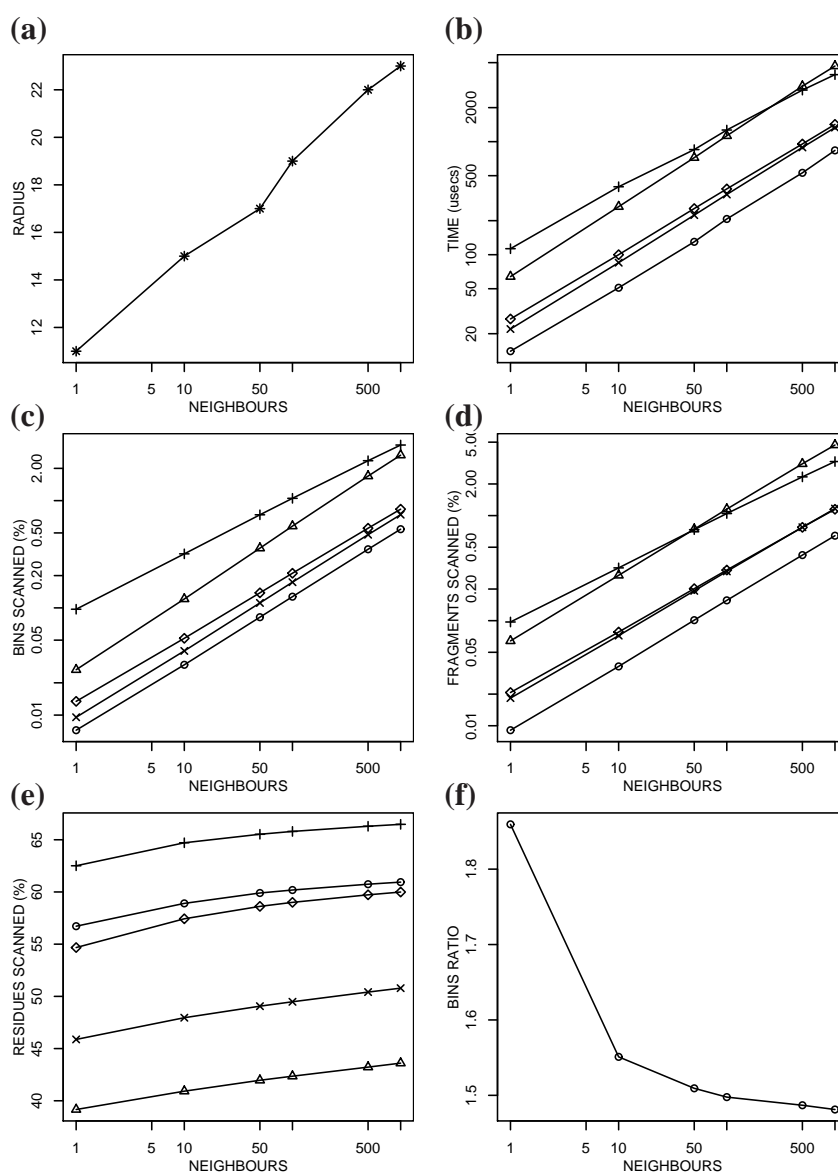 (a)
RADIUS
12 14 16 18 20 22
1 5 10 50 500
NEIGHBOURS
(b)
TIME (usecs)
20 50 100 500 2000
1 5 10 50 500
NEIGHBOURS
(c)
BINS SCANNED (%)
0.01 0.05 0.20 0.50 2.00
1 5 10 50 500
NEIGHBOURS
(d)
FRAGMENTS SCANNED (%)
0.01 0.05 0.20 0.50 2.00 5.00
1 5 10 50 500
NEIGHBOURS
(e)
RESIDUES SCANNED (%)
40 45 50 55 60 65
1 5 10 50 500
NEIGHBOURS
(f)
BINS RATIO
1.5 1.6 1.7 1.8
1 5 10 50 500
NEIGHBOURS